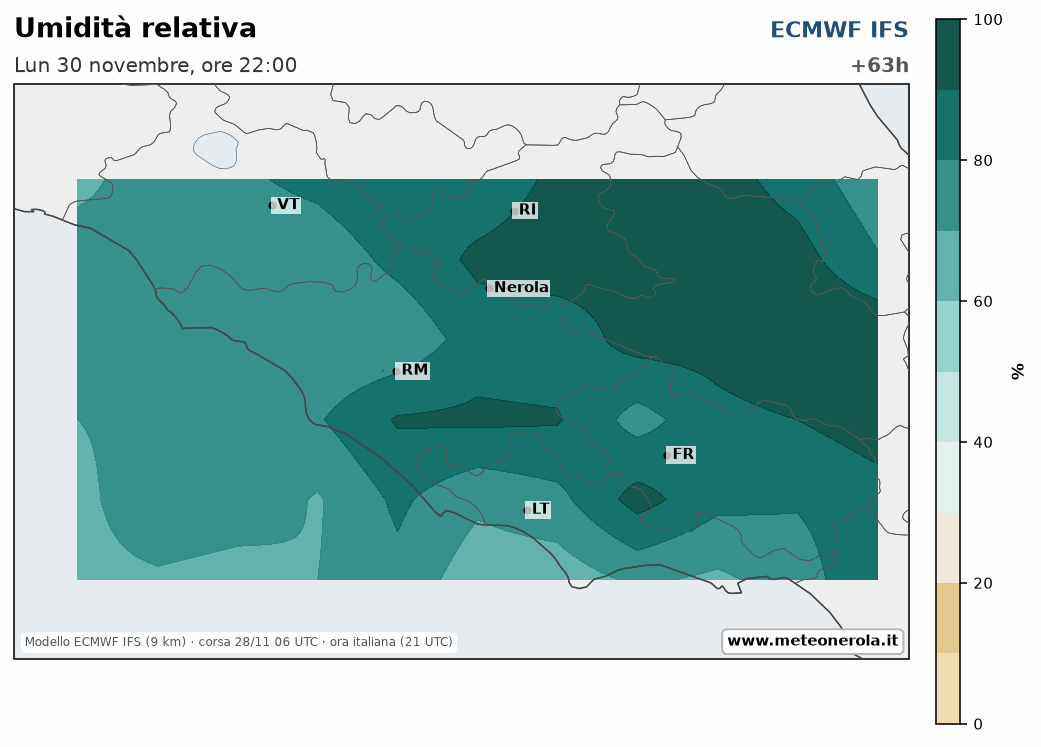 Umidità relativa
ECMWF IFS
Lun 30 novembre, ore 22:00
+63h
VT
RI
Nerola
RM
FR
LT
Modello ECMWF IFS (9 km) · corsa 28/11 06 UTC · ora italiana (21 UTC)
www.meteonerola.it
100
80
60
40
20
0
%